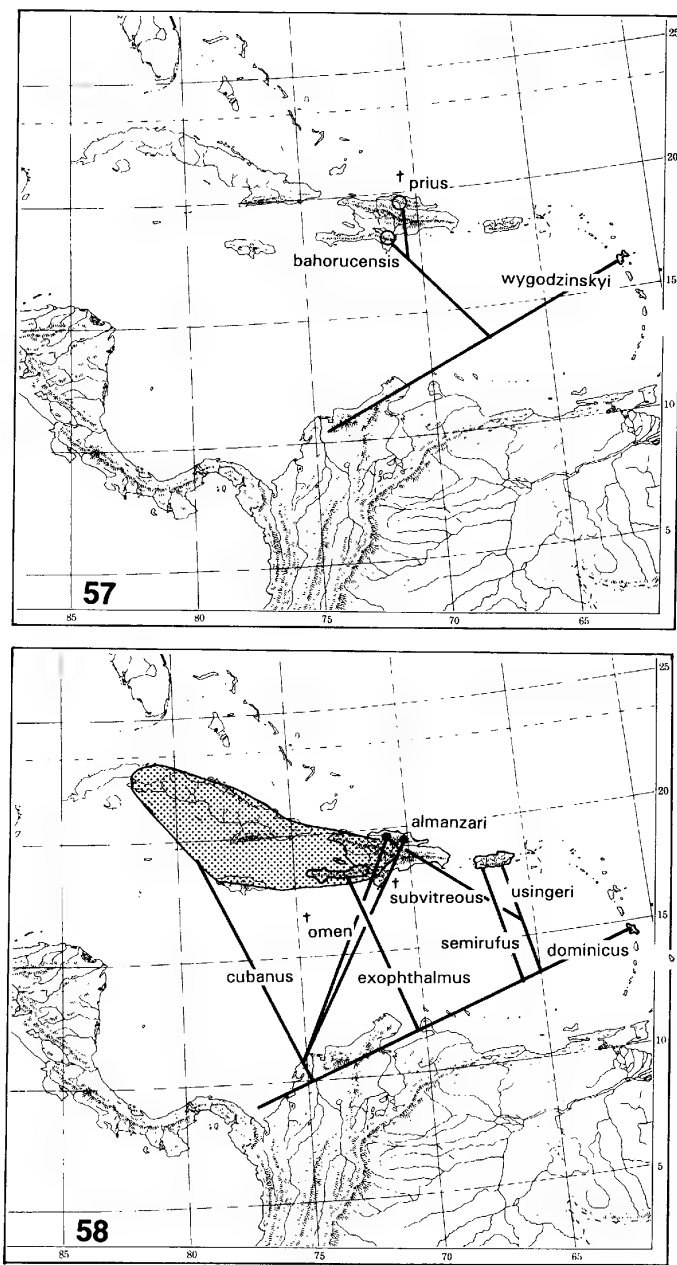 25
20
† prius
bahorucensis
wygodzinskyi
15
10
5
57
85
80
75
70
65
25
20
almanzari
†
subvitreous
usingeri
15
†
omen
semirufus
dominicus
cubanus
exophthalmus
10
5
58
85
80
75
70
65